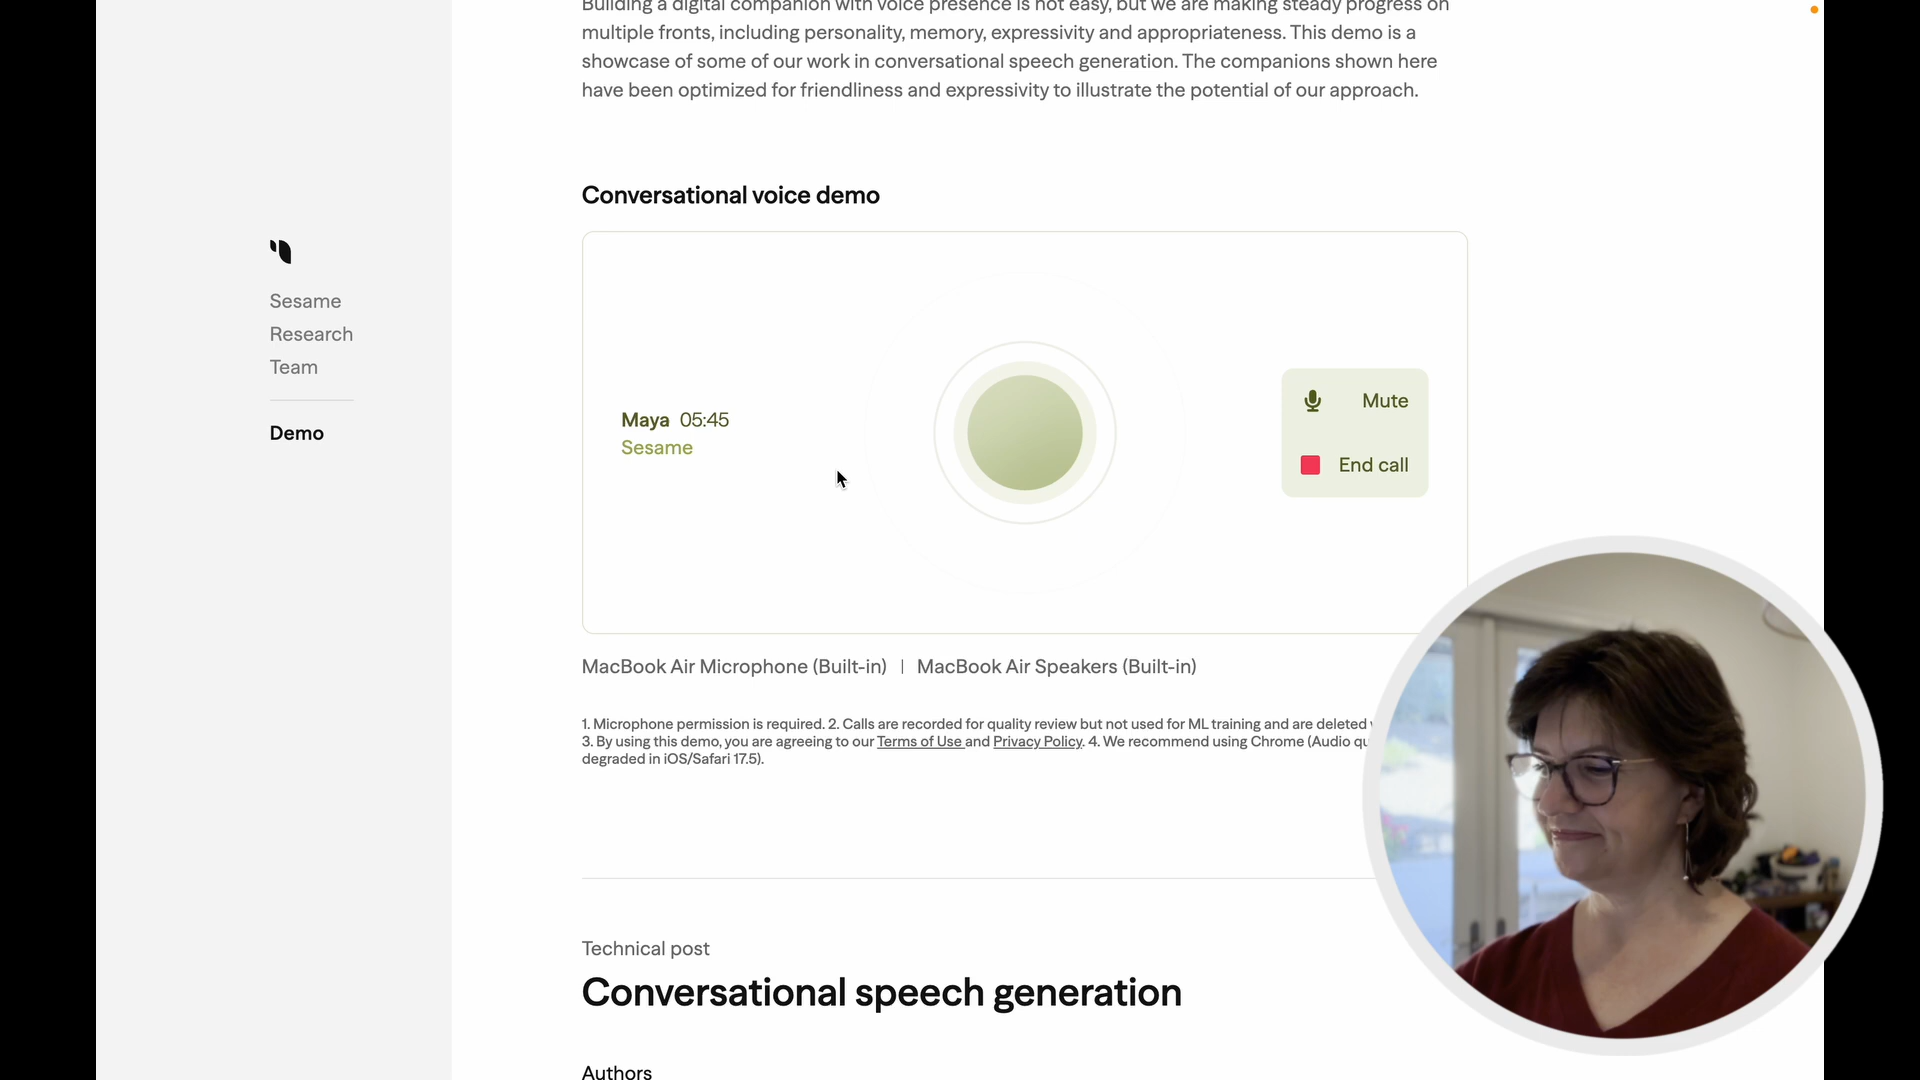 Building a digital companion with voice presence is not easy, but we are making steady progress on
multiple fronts, including personality, memory, expressivity and appropriateness. This demo is a
showcase of some of our work in conversational speech generation. The companions shown here
have been optimized for friendliness and expressivity to illustrate the potential of our approach.
Conversational voice demo
Sesame
Research
Team
Demo
Maya 05:45
Sesame
Mute
End call
MacBook Air Microphone (Built-in) | MacBook Air Speakers (Built-in)
1. Microphone permission is required. 2. Calls are recorded for quality review but not used for ML training and are deleted
3. By using this demo, you are agreeing to our Terms of Use and Privacy Policy. 4. We recommend using Chrome (Audio
degraded in iOS/Safari 17.5).
Technical post
Conversational speech generation
Authors